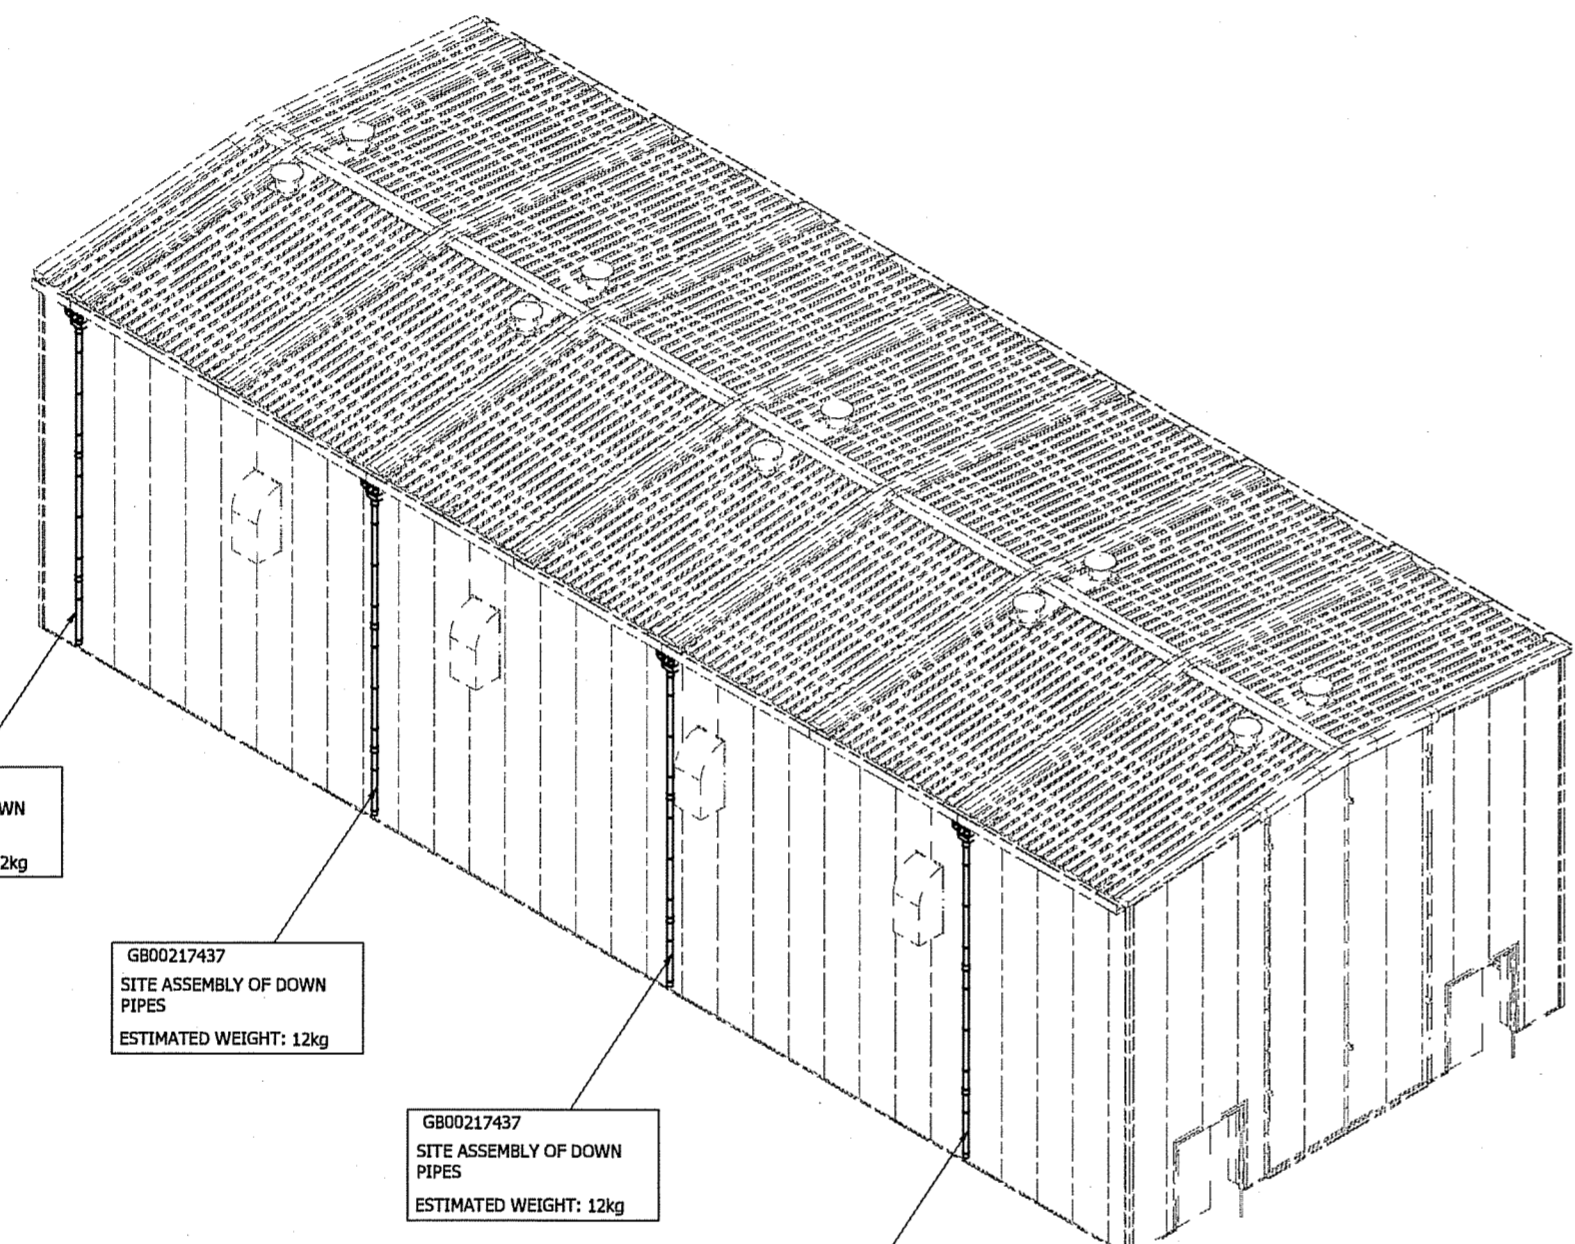 WN
2kg
GB00217437
SITE ASSEMBLY OF DOWN
PIPES
ESTIMATED WEIGHT: 12kg
GB00217437
SITE ASSEMBLY OF DOWN
PIPES
ESTIMATED WEIGHT: 12kg